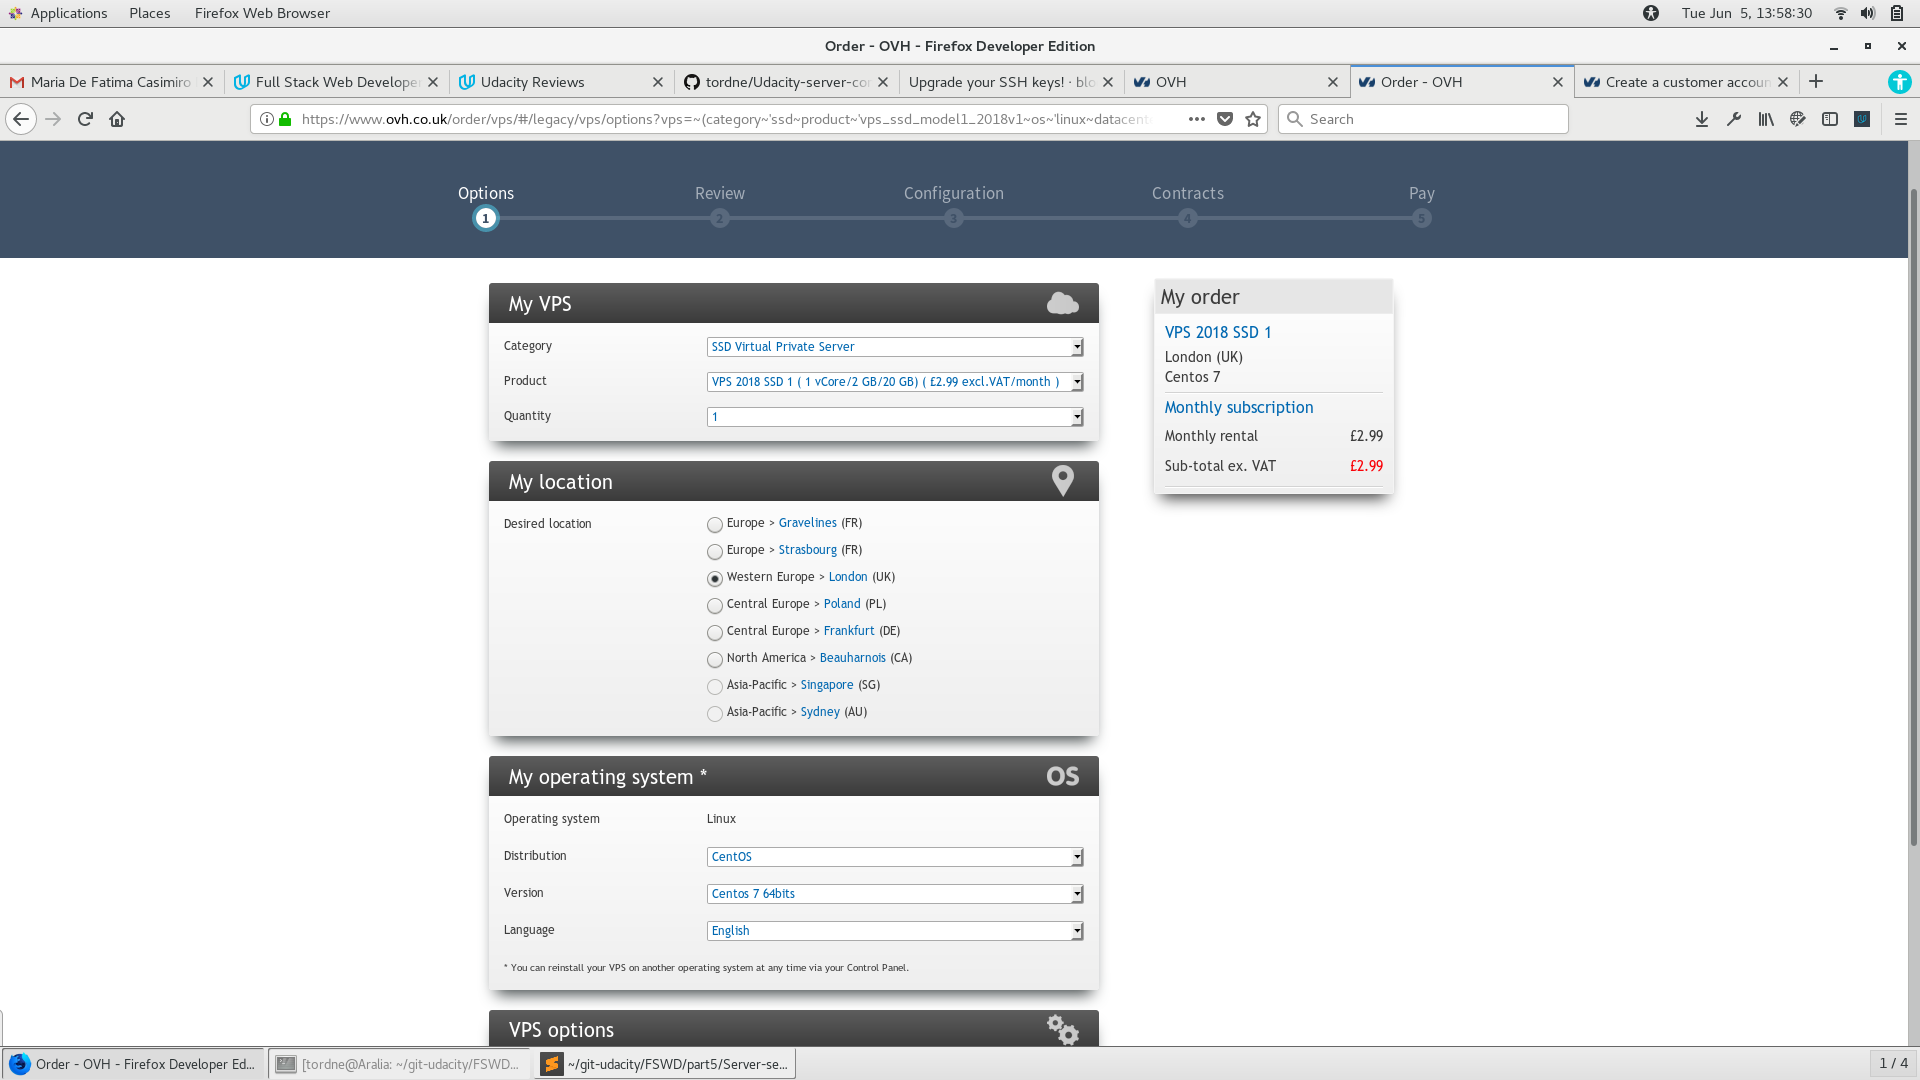 Applications Places Firefox Web Browser Tue Jun 5, 13:58:30
Order - OVH - Firefox Developer Edition
Maria De Fatima Casimiro Full Stack Web Develope Udacity Reviews tordne/Udacity-server-co Upgrade your SSH keys! · blo OVH Order - OVH Create a customer accoun
https://www.ovh.co.uk/order/vps/#/legacy/vps/options?vps=~(category~'ssd~product~'vps_ssd_model1_2018v1~os~'linux~datacent Search
Options Review Configuration Contracts Pay
1 2 3 4 5
My VPS
Category SSD Virtual Private Server
Product VPS 2018 SSD 1 ( 1 vCore/2 GB/20 GB) ( £2.99 excl.VAT/month )
Quantity 1
My location
Desired location Europe > Gravelines (FR)
Europe > Strasbourg (FR)
Western Europe > London (UK)
Central Europe > Poland (PL)
Central Europe > Frankfurt (DE)
North America > Beauharnois (CA)
Asia-Pacific > Singapore (SG)
Asia-Pacific > Sydney (AU)
My operating system * OS
Operating system Linux
Distribution CentOS
Version Centos 7 64bits
Language English
* You can reinstall your VPS on another operating system at any time via your Control Panel.
VPS options
My order
VPS 2018 SSD 1
London (UK)
Centos 7
Monthly subscription
Monthly rental £2.99
Sub-total ex. VAT £2.99
Order - OVH - Firefox Developer Ed... [tordne@Aralia: ~/git-udacity/FSWD... ~/git-udacity/FSWD/part5/Server-se... 1 / 4